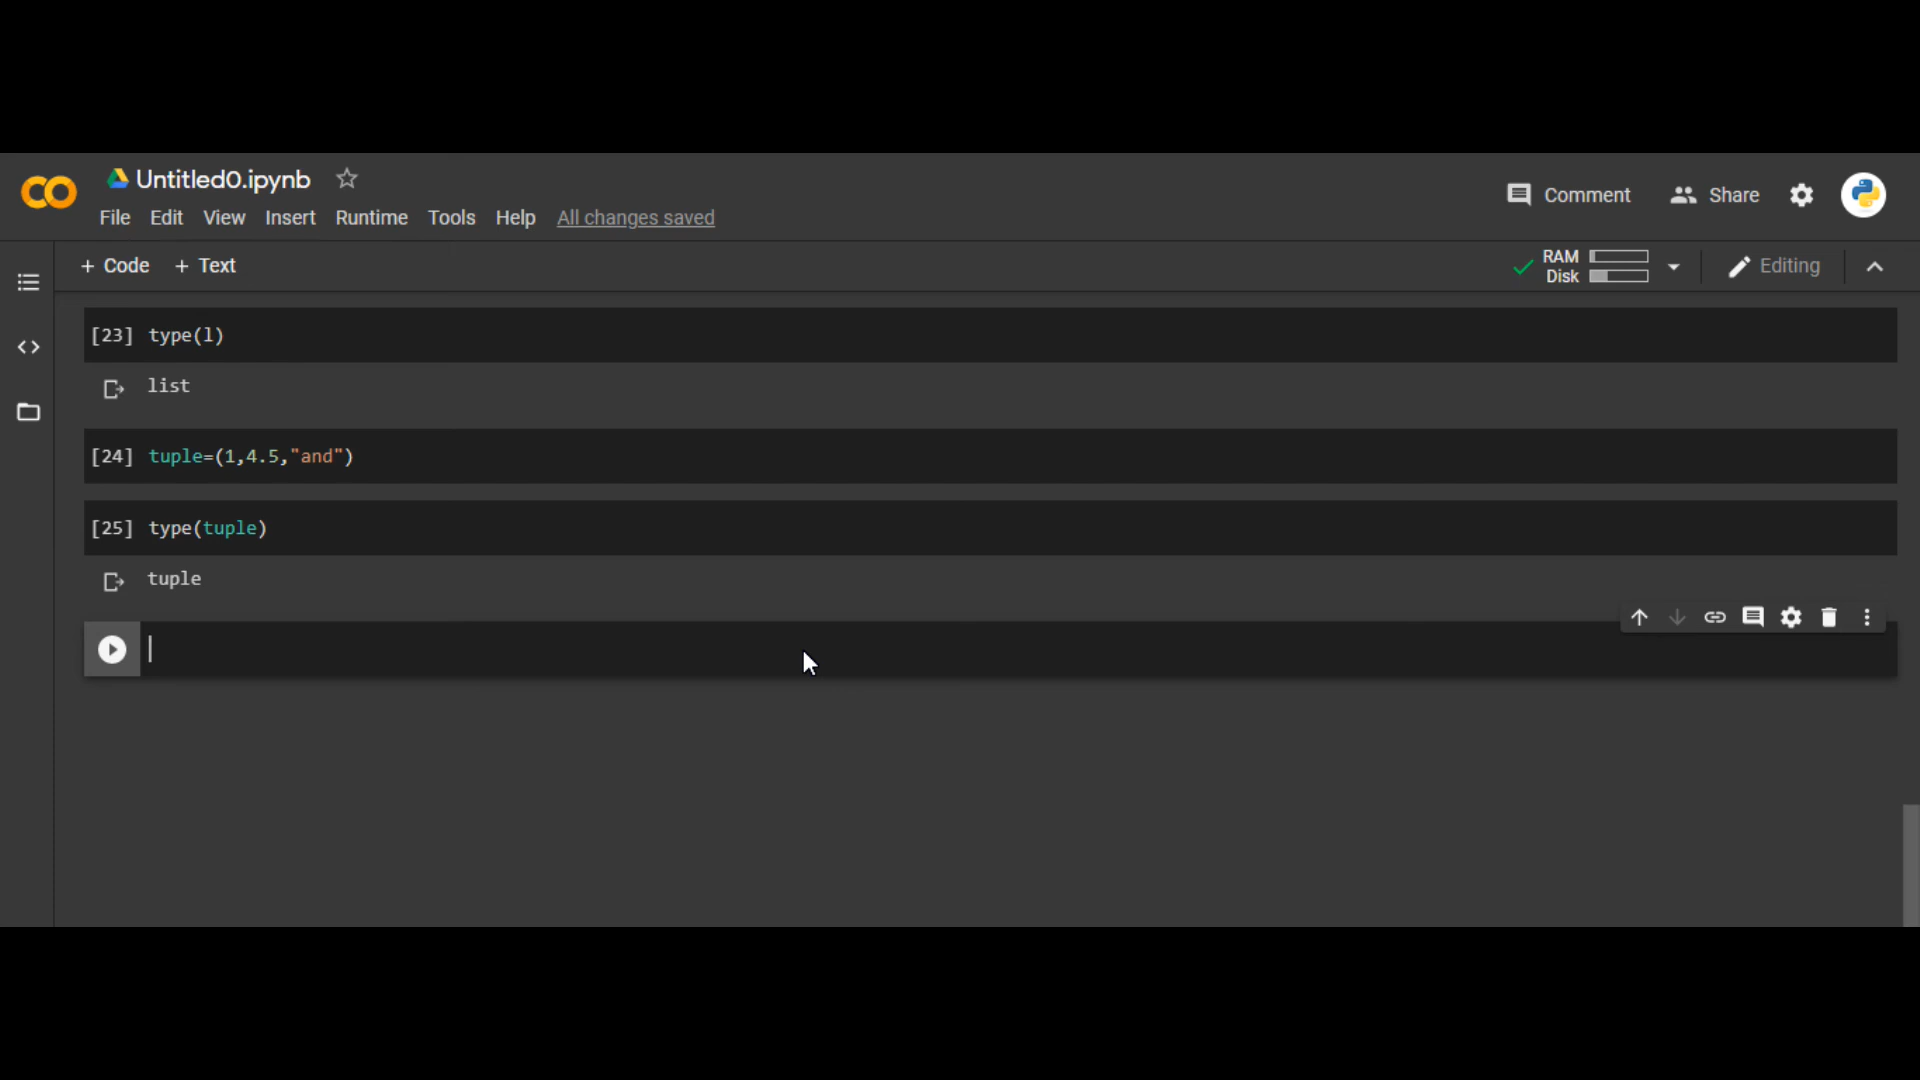 Untitled0.ipynb
File Edit View Insert Runtime Tools Help All changes saved
Comment Share
+ Code + Text
RAM
Disk
Editing
[23] type(l)
list
[24] tuple=(1,4.5,"and")
[25] type(tuple)
tuple